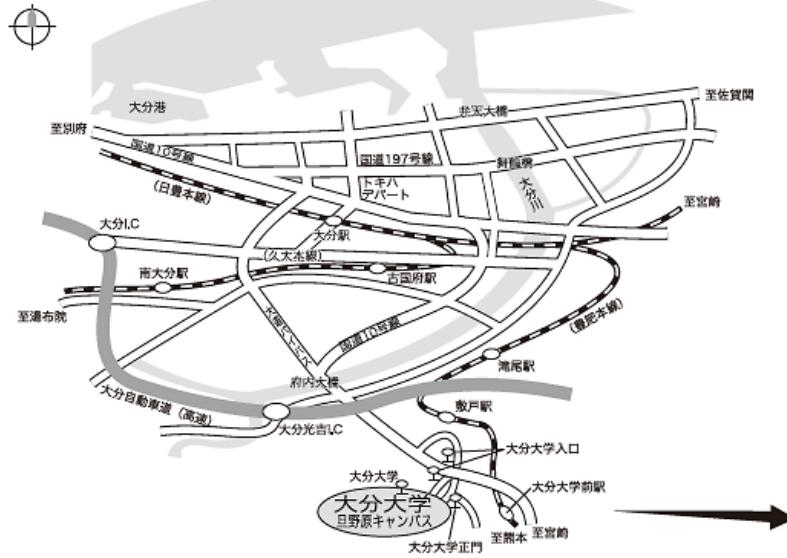 大分港
弁天大橋
至佐賀関
至別府
国道10号線
国道197号線
舞鶴橋
トキハ
デパート
大分川
(日豊本線)
至宮崎
大分I.C
大分駅
(久大本線)
南大分駅
古国府駅
至湯布院
国道10号線
(豊肥本線)
滝尾駅
府内大橋
大分自動車道(高速)
敷戸駅
大分光吉I.C
大分大学入口
大分大学
大分大学前駅
大分大学
旦野原キャンパス
大分大学正門
至熊本
至宮崎